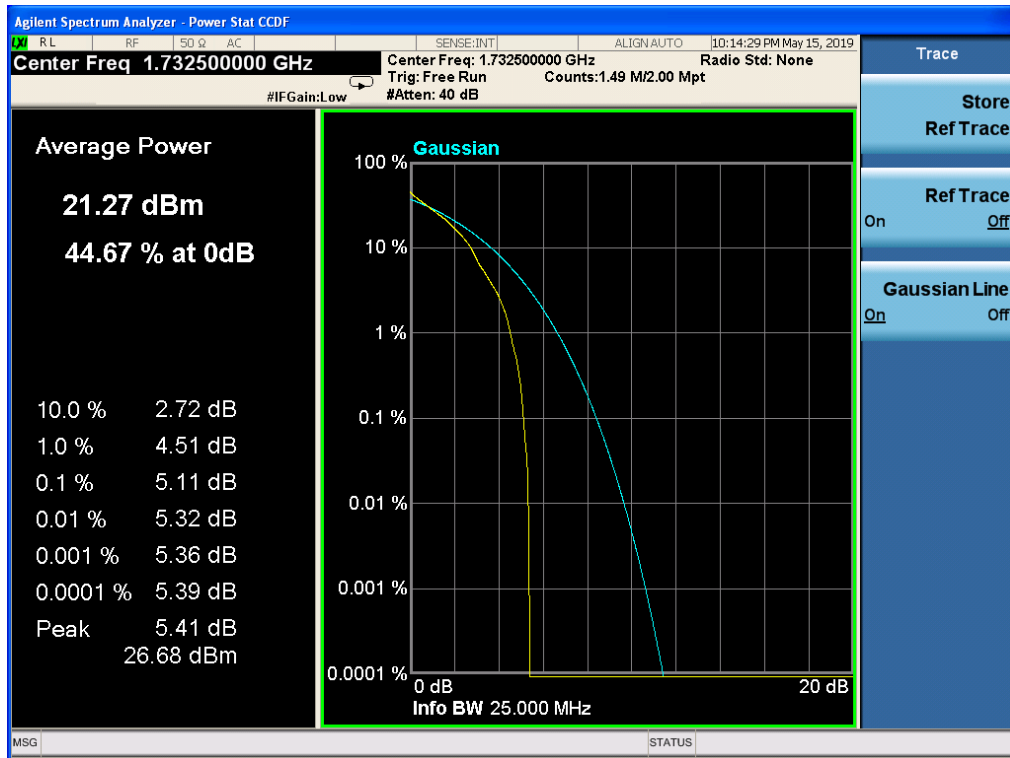 Agilent Spectrum Analyzer - Power Stat CCDF
LXI RL RF 50 Ω AC SENSE:INT ALIGN AUTO 10:14:29 PM May 15, 2019
Center Freq 1.732500000 GHz
Center Freq: 1.732500000 GHz Radio Std: None
Trig: Free Run Counts:1.49 M/2.00 Mpt
#IFGain:Low #Atten: 40 dB
Average Power
21.27 dBm
44.67 % at 0dB
10.0 % 2.72 dB
1.0 % 4.51 dB
0.1 % 5.11 dB
0.01 % 5.32 dB
0.001 % 5.36 dB
0.0001 % 5.39 dB
Peak 5.41 dB
26.68 dBm
Gaussian
100 %
10 %
1 %
0.1 %
0.01 %
0.001 %
0.0001 %
0 dB 20 dB
Info BW 25.000 MHz
Trace
Store
Ref Trace
Ref Trace
On Off
Gaussian Line
On Off
MSG STATUS